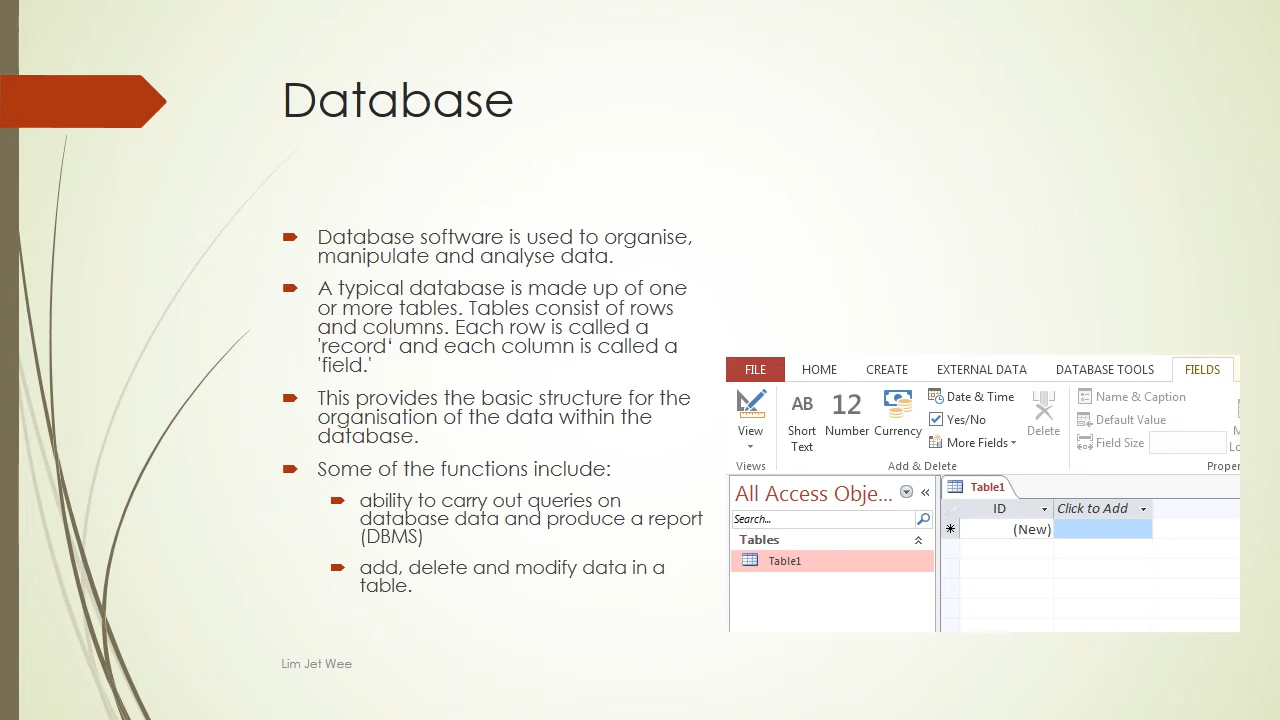 Database
Database software is used to organise,
manipulate and analyse data.
A typical database is made up of one
or more tables. Tables consist of rows
and columns. Each row is called a
'record‘ and each column is called a
'field.'
This provides the basic structure for the
organisation of the data within the
database.
Some of the functions include:
ability to carry out queries on
database data and produce a report
(DBMS)
add, delete and modify data in a
table.
FILE HOME CREATE EXTERNAL DATA DATABASE TOOLS FIELDS
View
Views
AB
Short
Text
12
Number
Currency
Date & Time
Yes/No
More Fields
Delete
Add & Delete
Name & Caption
Default Value
Field Size
M
Lo
Proper
All Access Obje...
Search...
Tables
Table1
Table1
ID Click to Add
(New)
Lim Jet Wee